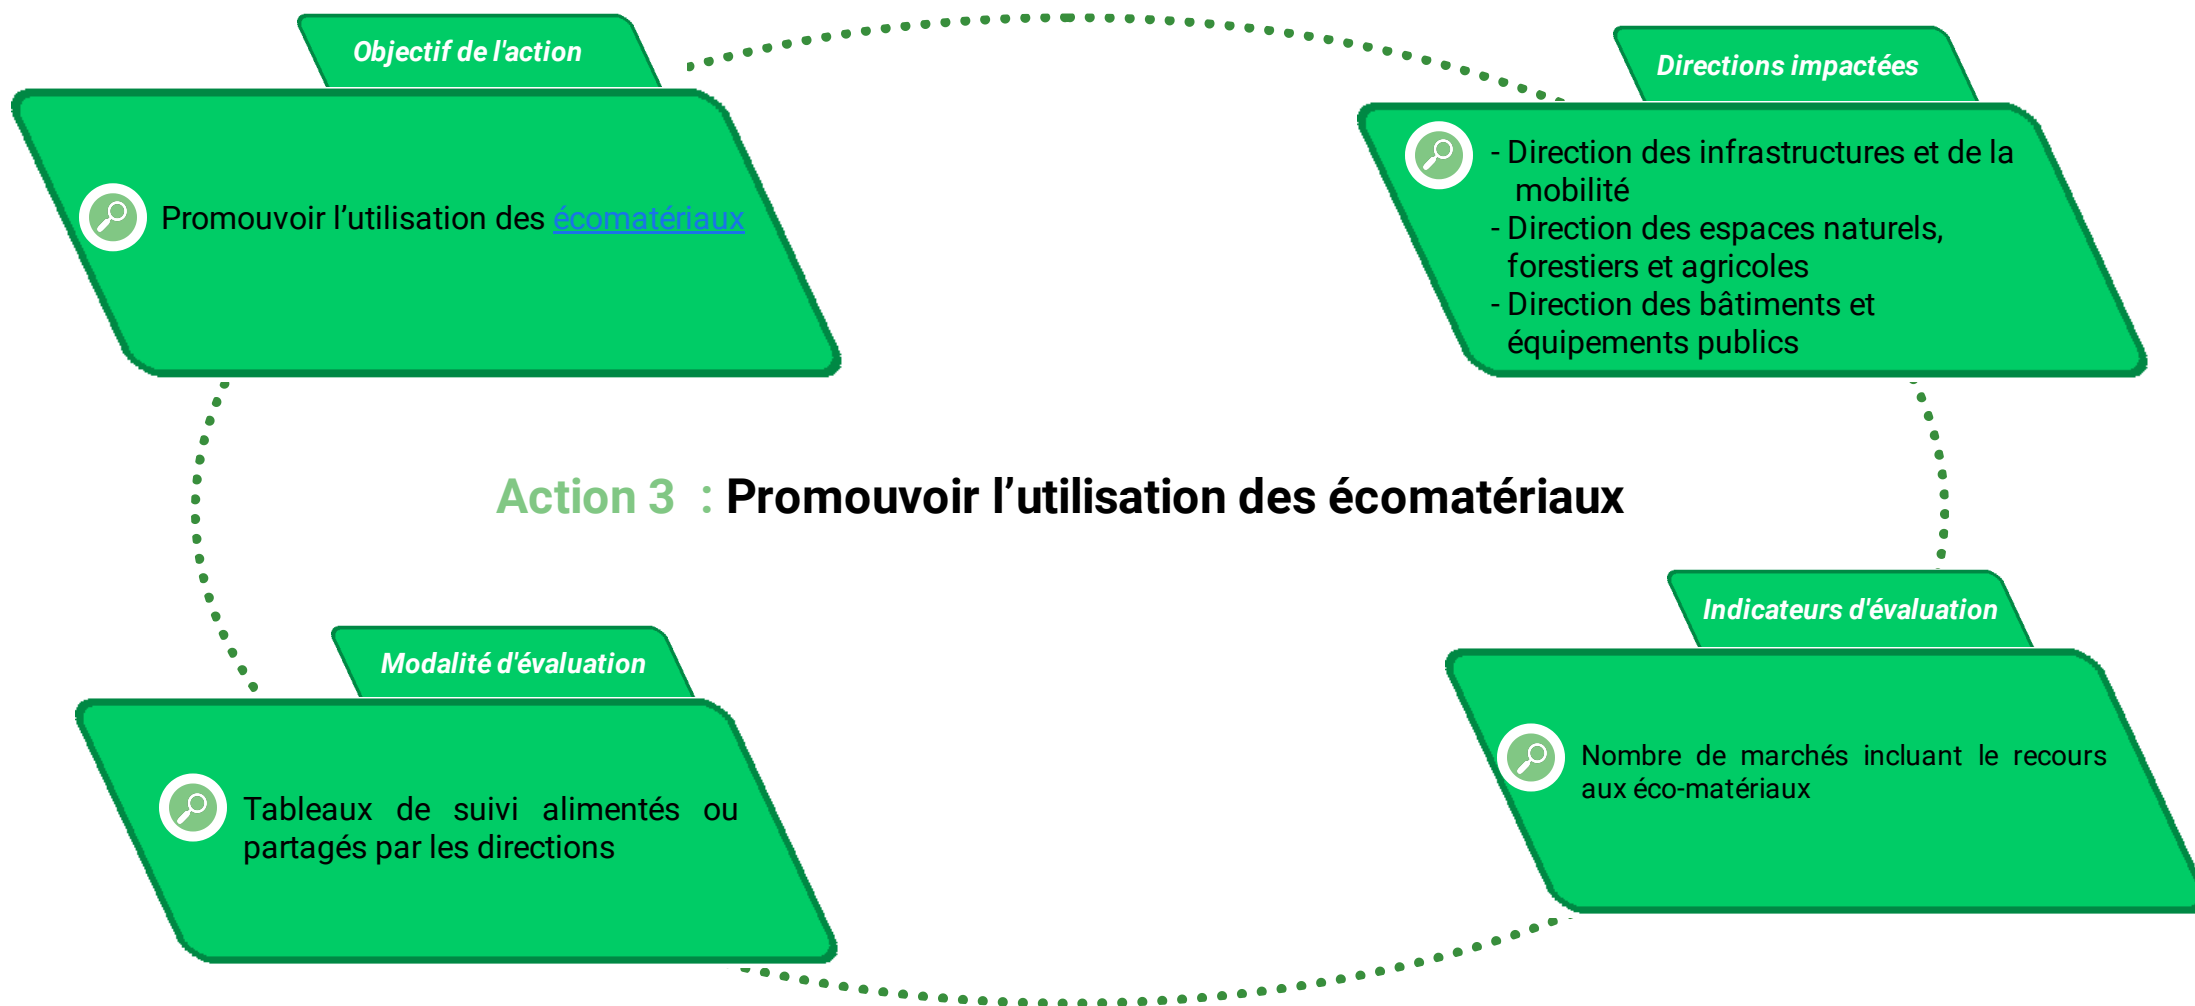 Objectif de l'action
Promouvoir l’utilisation des écomatériaux
Directions impactées
- Direction des infrastructures et de la
mobilité
- Direction des espaces naturels,
forestiers et agricoles
- Direction des bâtiments et
équipements publics
Action 3 : Promouvoir l’utilisation des écomatériaux
Modalité d'évaluation
Tableaux de suivi alimentés ou
partagés par les directions
Indicateurs d'évaluation
Nombre de marchés incluant le recours
aux éco-matériaux